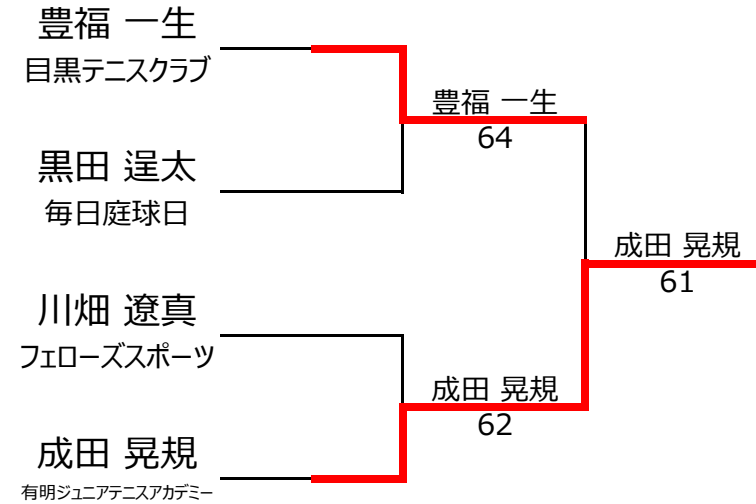 豊福 一生
目黒テニスクラブ
豊福 一生
64
黒田 逞太
毎日庭球日
成田 晃規
61
川畑 遼真
フェローズスポーツ
成田 晃規
62
成田 晃規
有明ジュニアテニスアカデミー